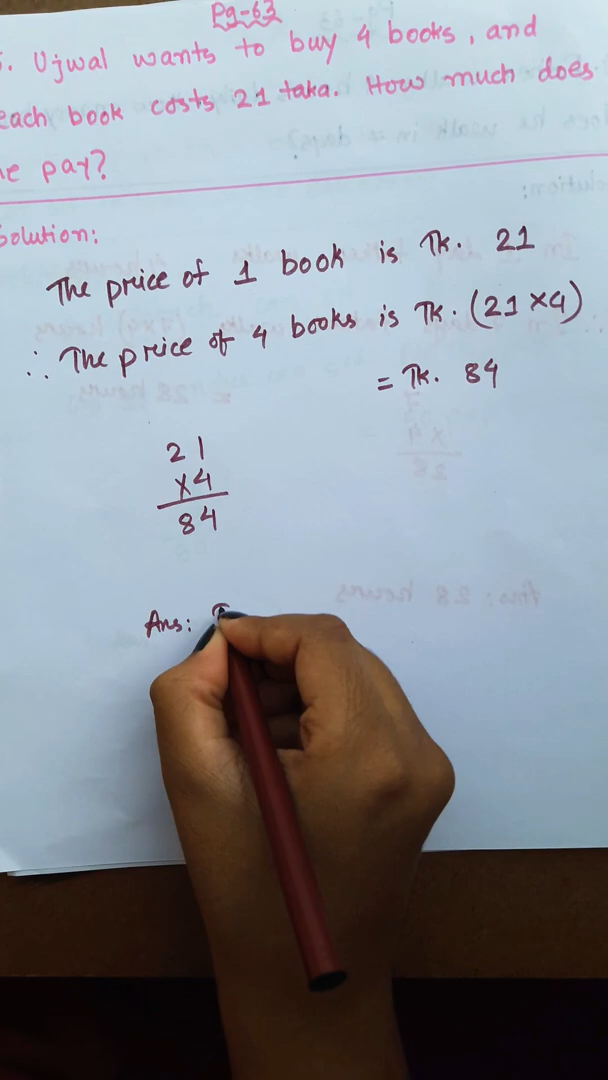 Pg-63
5. Ujwal wants to buy 4 books, and
each book costs 21 taka. How much does
he pay?
Solution:
The price of 1 book is Tk. 21
∴ The price of 4 books is Tk. (21 ×4)
= Tk. 84
21
×4
84
Ans: T